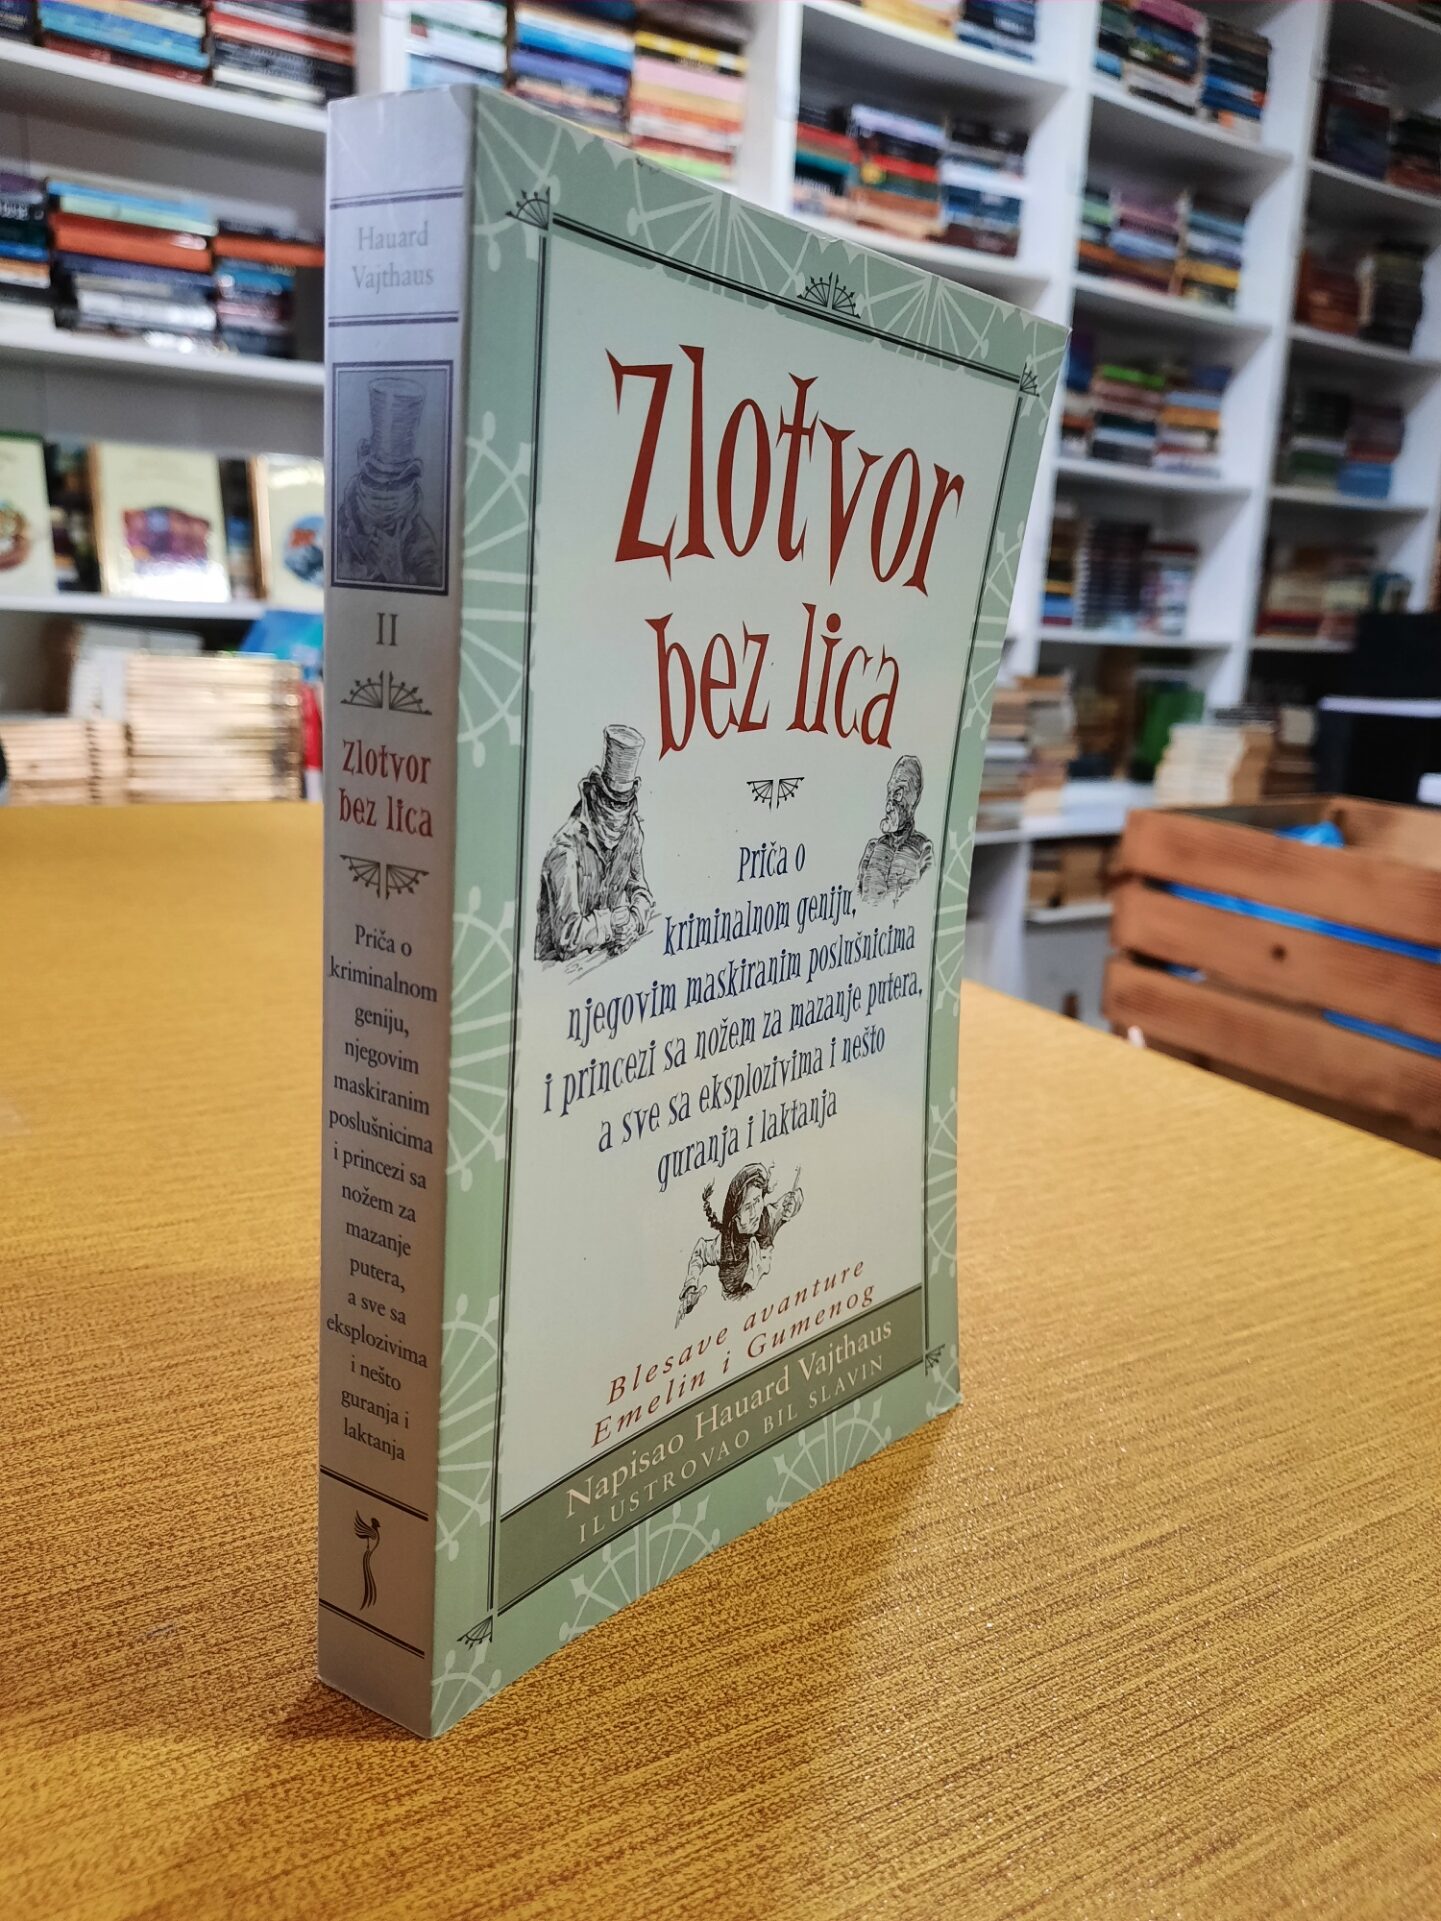 Hauard
Vajthaus
II
Zlotvor
bez lica
Priča o
kriminalnom
geniju,
njegovim
maskiranim
poslušnicima
i princezi sa
nožem za
mazanje
putera,
a sve sa
eksplozivima
i nešto
guranja i
laktanja
Zlotvor
bez lica
Priča o
kriminalnom geniju,
njegovim maskiranim poslušnicima
i princezi sa nožem za mazanje putera,
a sve sa eksplozivima i nešto
guranja i laktanja
Blesave avanture
Emelin i Gumenog
Napisao Hauard Vajthaus
ILUSTROVAO BIL SLAVIN